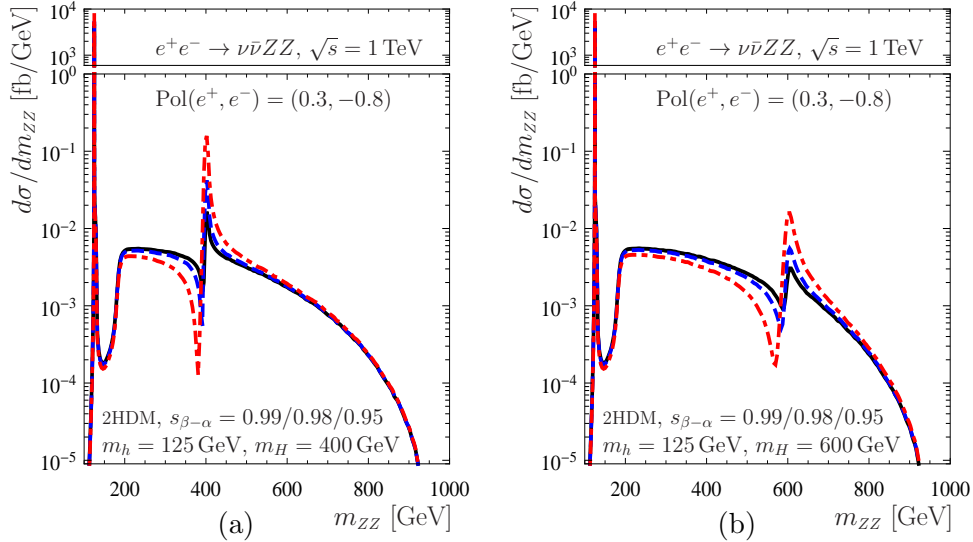 10^6
10^4
10^0
10^−1
10^−2
10^−3
10^−4
10^−5
dσ/dm_ZZ [fb/GeV]
e⁺e⁻ → νν̄ZZ, √s = 1 TeV
Pol(e⁺, e⁻) = (0.3, −0.8)
2HDM, s_β−α = 0.99/0.98/0.95
m_h = 125 GeV, m_H = 400 GeV
200 400 600 800 1000
m_ZZ [GeV]
(a)
10^6
10^4
10^0
10^−1
10^−2
10^−3
10^−4
10^−5
dσ/dm_ZZ [fb/GeV]
e⁺e⁻ → νν̄ZZ, √s = 1 TeV
Pol(e⁺, e⁻) = (0.3, −0.8)
2HDM, s_β−α = 0.99/0.98/0.95
m_h = 125 GeV, m_H = 600 GeV
200 400 600 800 1000
m_ZZ [GeV]
(b)